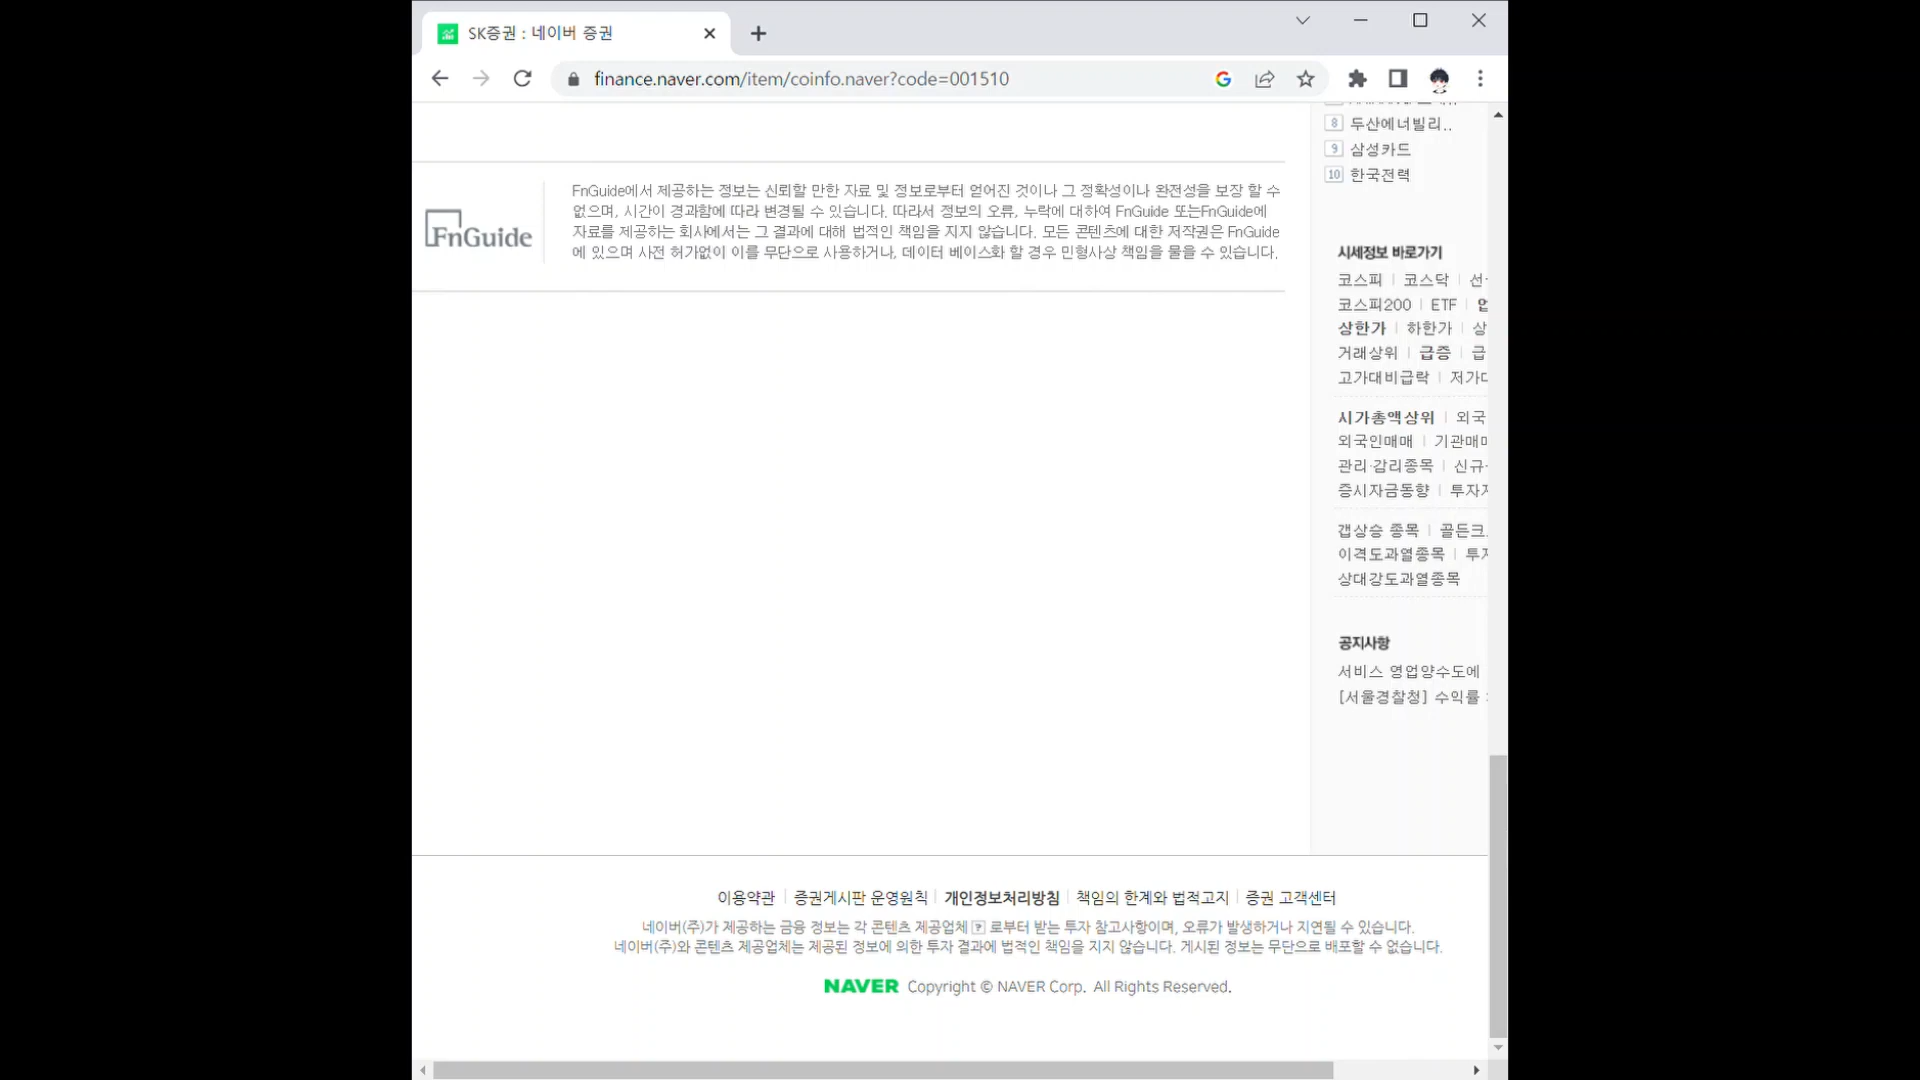 SK증권 : 네이버 증권
finance.naver.com/item/coinfo.naver?code=001510
8 두산에너빌리..
9 삼성카드
10 한국전력
FnGuide
FnGuide에서 제공하는 정보는 신뢰할 만한 자료 및 정보로부터 얻어진 것이나 그 정확성이나 완전성을 보장 할 수
없으며, 시간이 경과함에 따라 변경될 수 있습니다. 따라서 정보의 오류, 누락에 대하여 FnGuide 또는FnGuide에
자료를 제공하는 회사에서는 그 결과에 대해 법적인 책임을 지지 않습니다. 모든 콘텐츠에 대한 저작권은 FnGuide
에 있으며 사전 허가없이 이를 무단으로 사용하거나, 데이터 베이스화 할 경우 민형사상 책임을 물을 수 있습니다.
시세정보 바로가기
코스피 | 코스닥 | 선
코스피200 | ETF |
상한가 | 하한가 | 상
거래상위 | 급증 | 급
고가대비급락 | 저가
시가총액상위 | 외국
외국인매매 | 기관매
관리·감리종목 | 신규
증시자금동향 | 투자
갭상승 종목 | 골든크
이격도과열종목 | 투
상대강도과열종목
공지사항
서비스 영업양수도에
[서울경찰청] 수익률
이용약관 | 증권게시판 운영원칙 | 개인정보처리방침 | 책임의 한계와 법적고지 | 증권 고객센터
네이버(주)가 제공하는 금융 정보는 각 콘텐츠 제공업체 ? 로부터 받는 투자 참고사항이며, 오류가 발생하거나 지연될 수 있습니다.
네이버(주)와 콘텐츠 제공업체는 제공된 정보에 의한 투자 결과에 법적인 책임을 지지 않습니다. 게시된 정보는 무단으로 배포할 수 없습니다.
NAVER Copyright © NAVER Corp. All Rights Reserved.